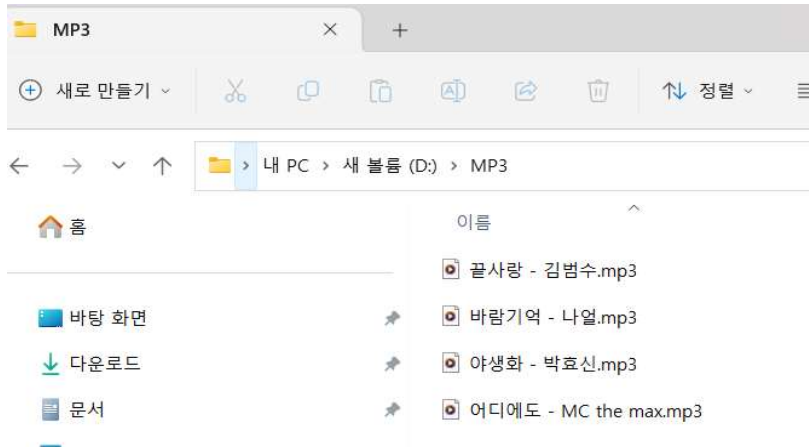 MP3
새로 만들기
정렬
내 PC > 새 볼륨 (D:) > MP3
홈
이름
끝사랑 - 김범수.mp3
바탕 화면
바람기억 - 나얼.mp3
다운로드
야생화 - 박효신.mp3
문서
어디에도 - MC the max.mp3